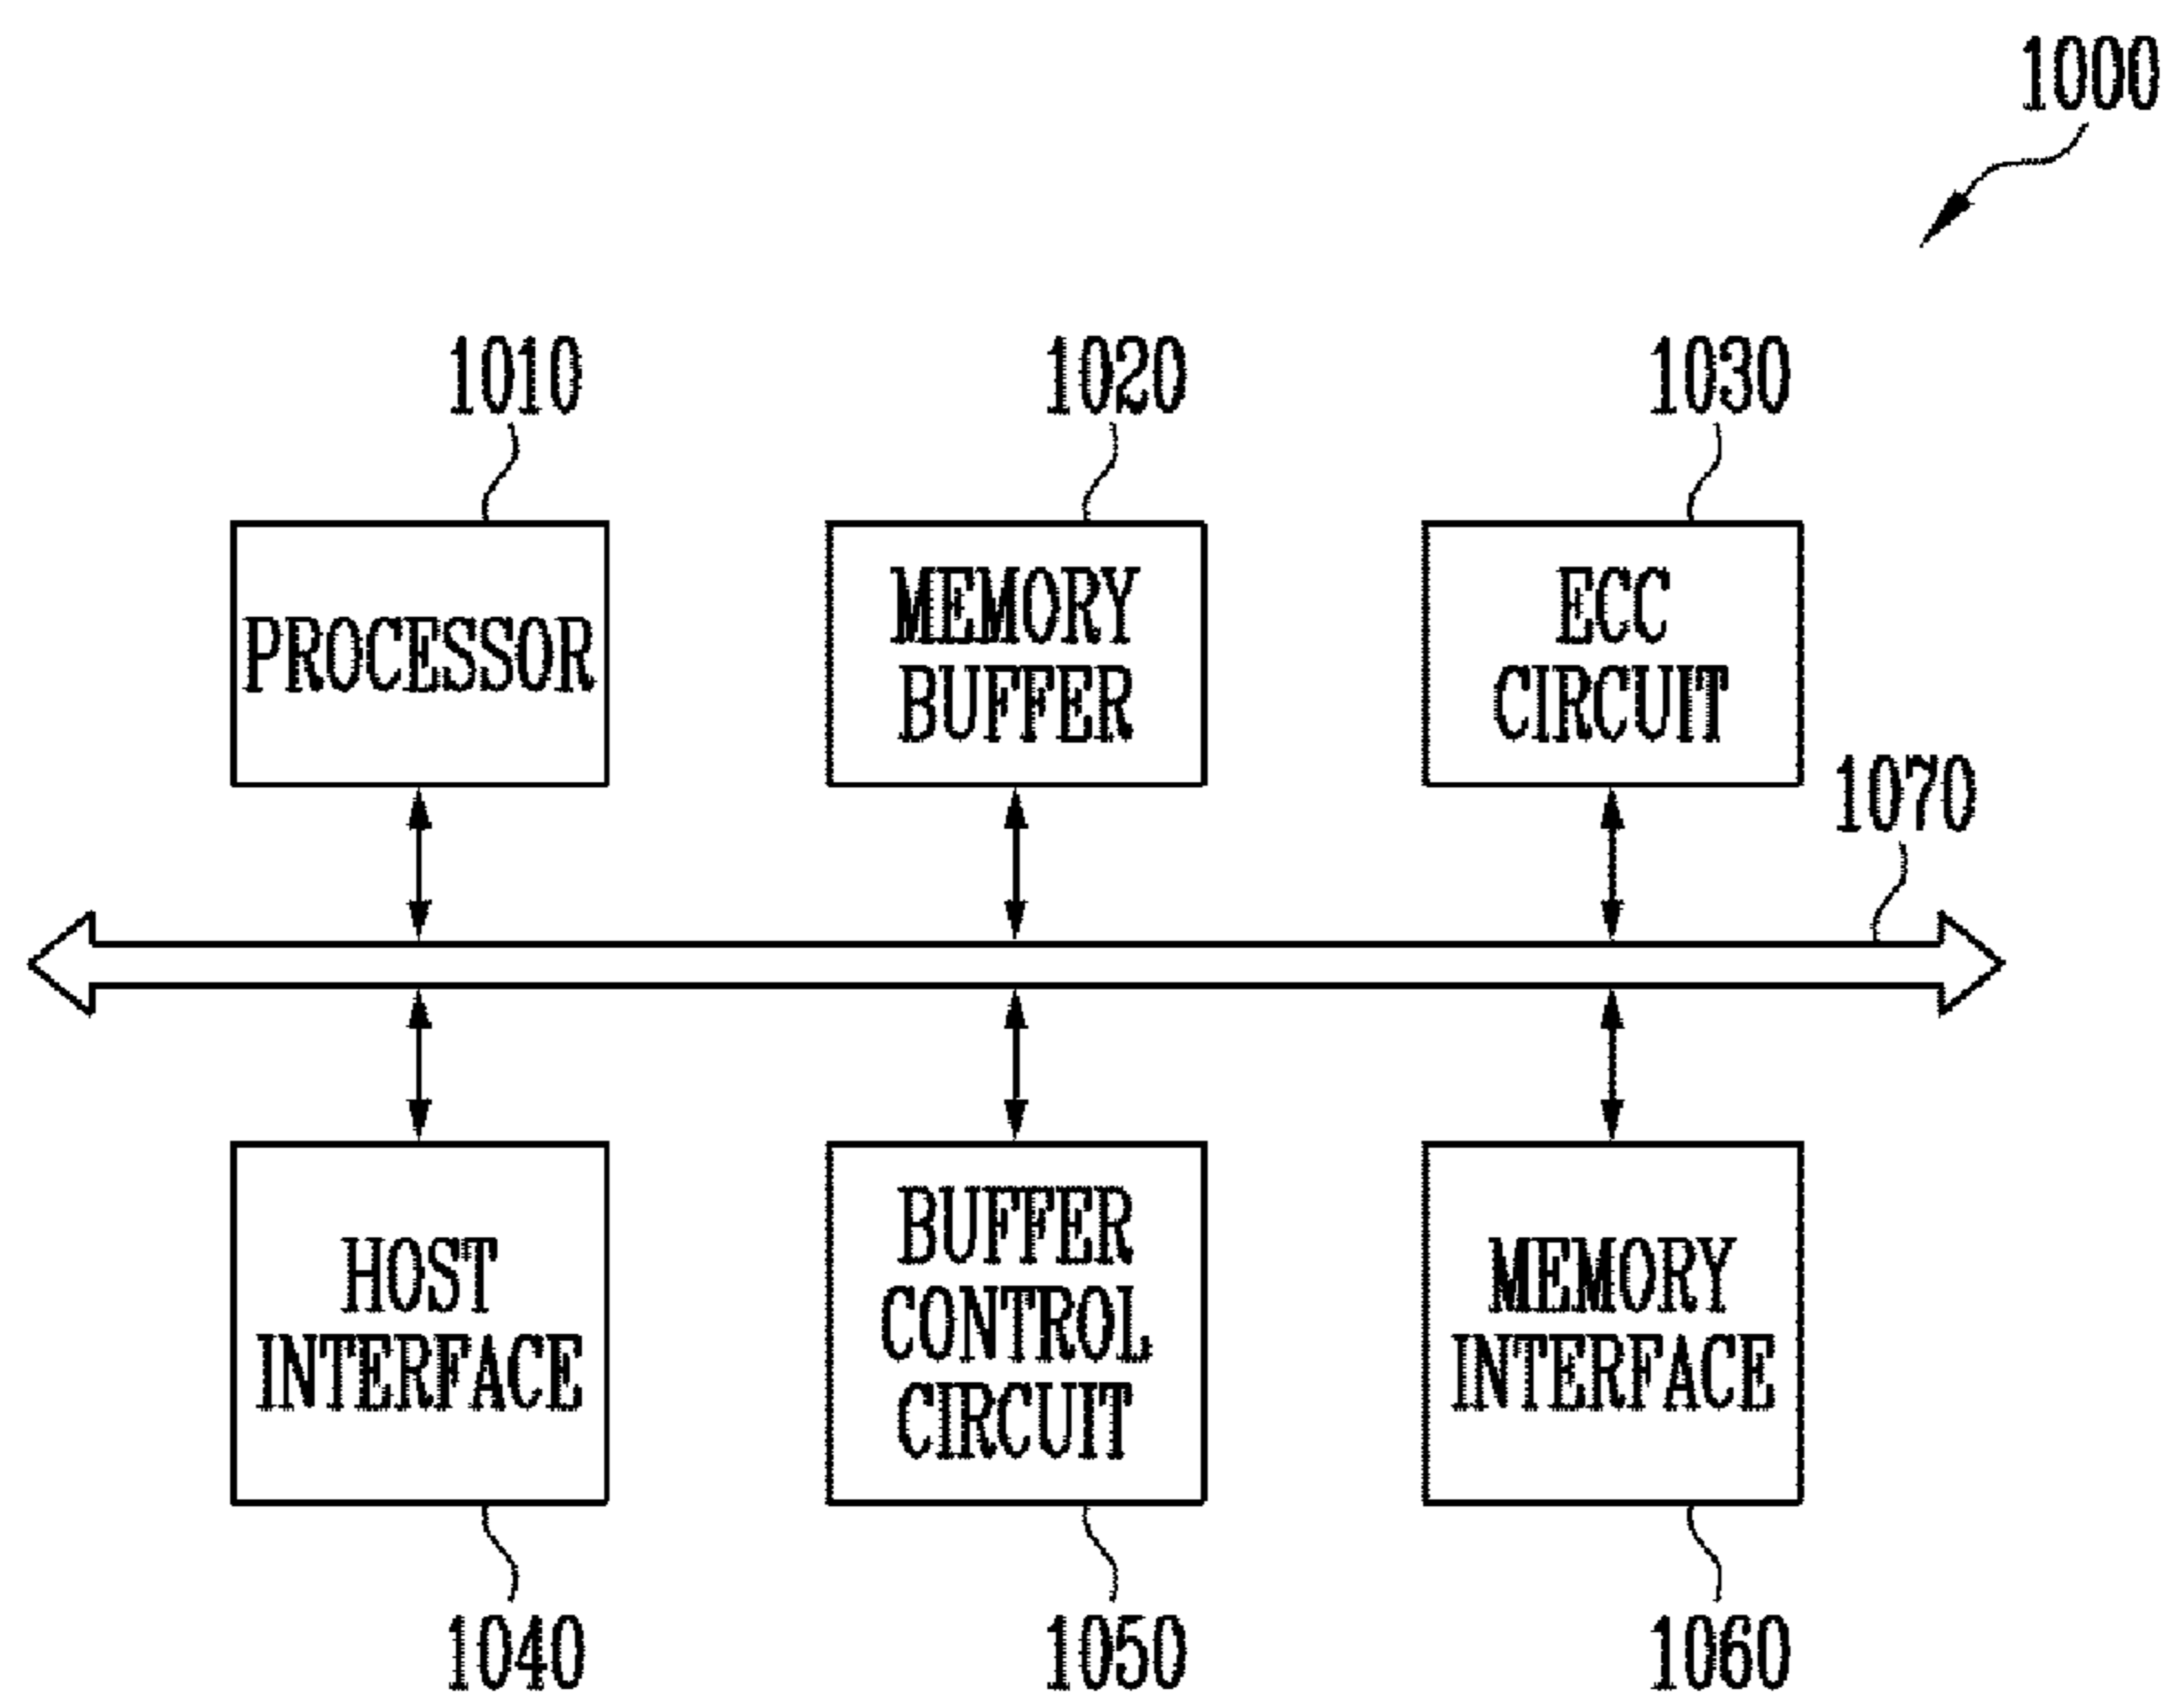 1000
1010
1020
1030
PROCESSOR
MEMORY
BUFFER
ECC
CIRCUIT
1070
HOST
INTERFACE
BUFFER
CONTROL
CIRCUIT
MEMORY
INTERFACE
1040
1050
1060